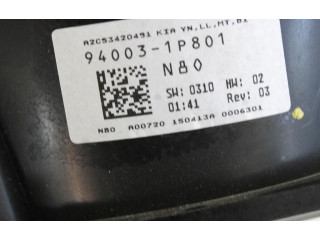 A2C53420491 KIA YN,LL,MT,B1
94003-1P801
N80
SW: 0310 HW: 02
01:41 Rev: 03
N80 A00720 150413A 0006301